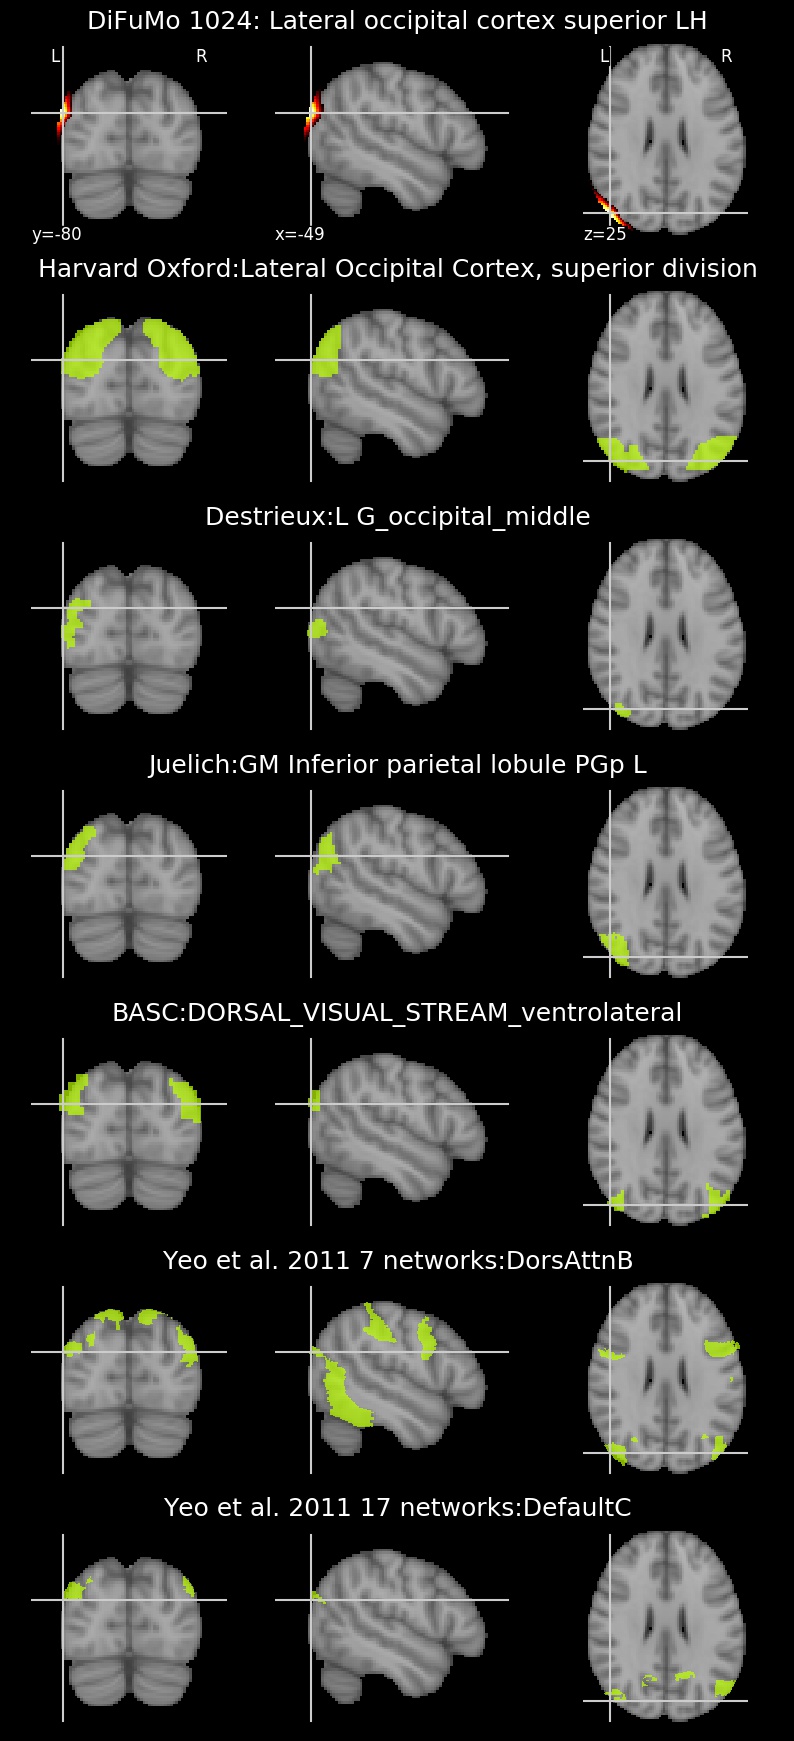 DiFuMo 1024: Lateral occipital cortex superior LH
L R L R
y=-80 x=-49 z=25
Harvard Oxford:Lateral Occipital Cortex, superior division
Destrieux:L G_occipital_middle
Juelich:GM Inferior parietal lobule PGp L
BASC:DORSAL_VISUAL_STREAM_ventrolateral
Yeo et al. 2011 7 networks:DorsAttnB
Yeo et al. 2011 17 networks:DefaultC